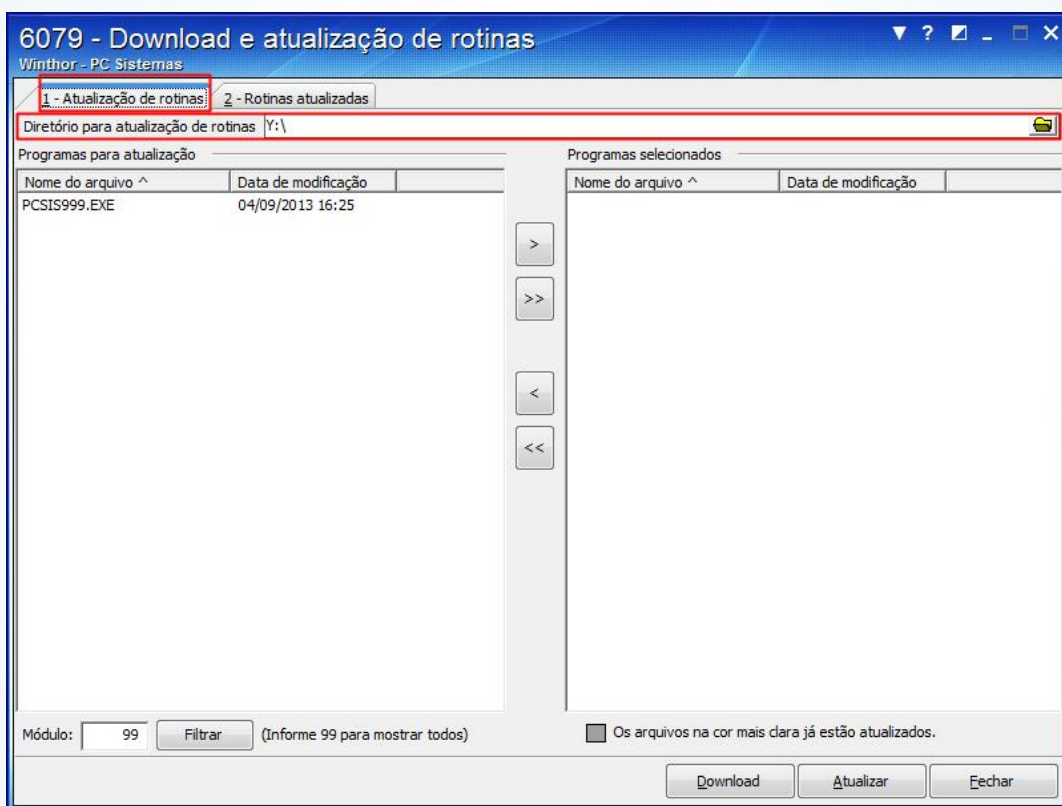 6079 - Download e atualização de rotinas
Winthor - PC Sistemas
1 - Atualização de rotinas 2 - Rotinas atualizadas
Diretório para atualização de rotinas Y:\
Programas para atualização Programas selecionados
Nome do arquivo ^ Data de modificação Nome do arquivo ^ Data de modificação
PCSIS999.EXE 04/09/2013 16:25
>
>>
<
<<
Módulo: 99 Filtrar (Informe 99 para mostrar todos) Os arquivos na cor mais clara já estão atualizados.
Download Atualizar Fechar